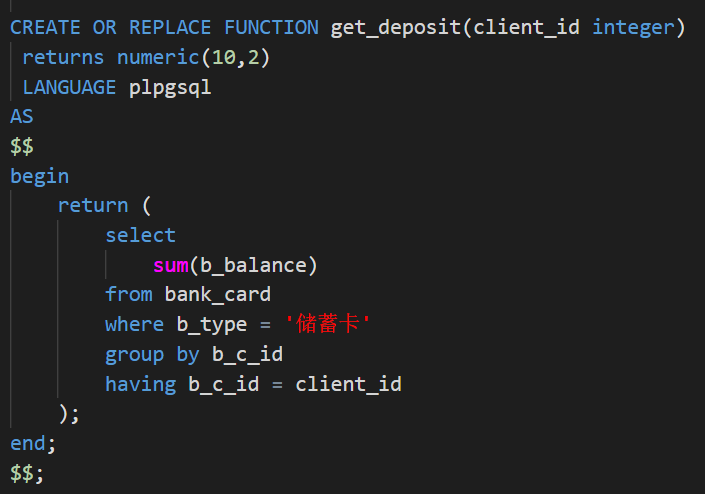 CREATE OR REPLACE FUNCTION get_deposit(client_id integer)
 returns numeric(10,2)
 LANGUAGE plpgsql
AS
$$
begin
    return (
        select
            sum(b_balance)
        from bank_card
        where b_type = '储蓄卡'
        group by b_c_id
        having b_c_id = client_id
    );
end;
$$;